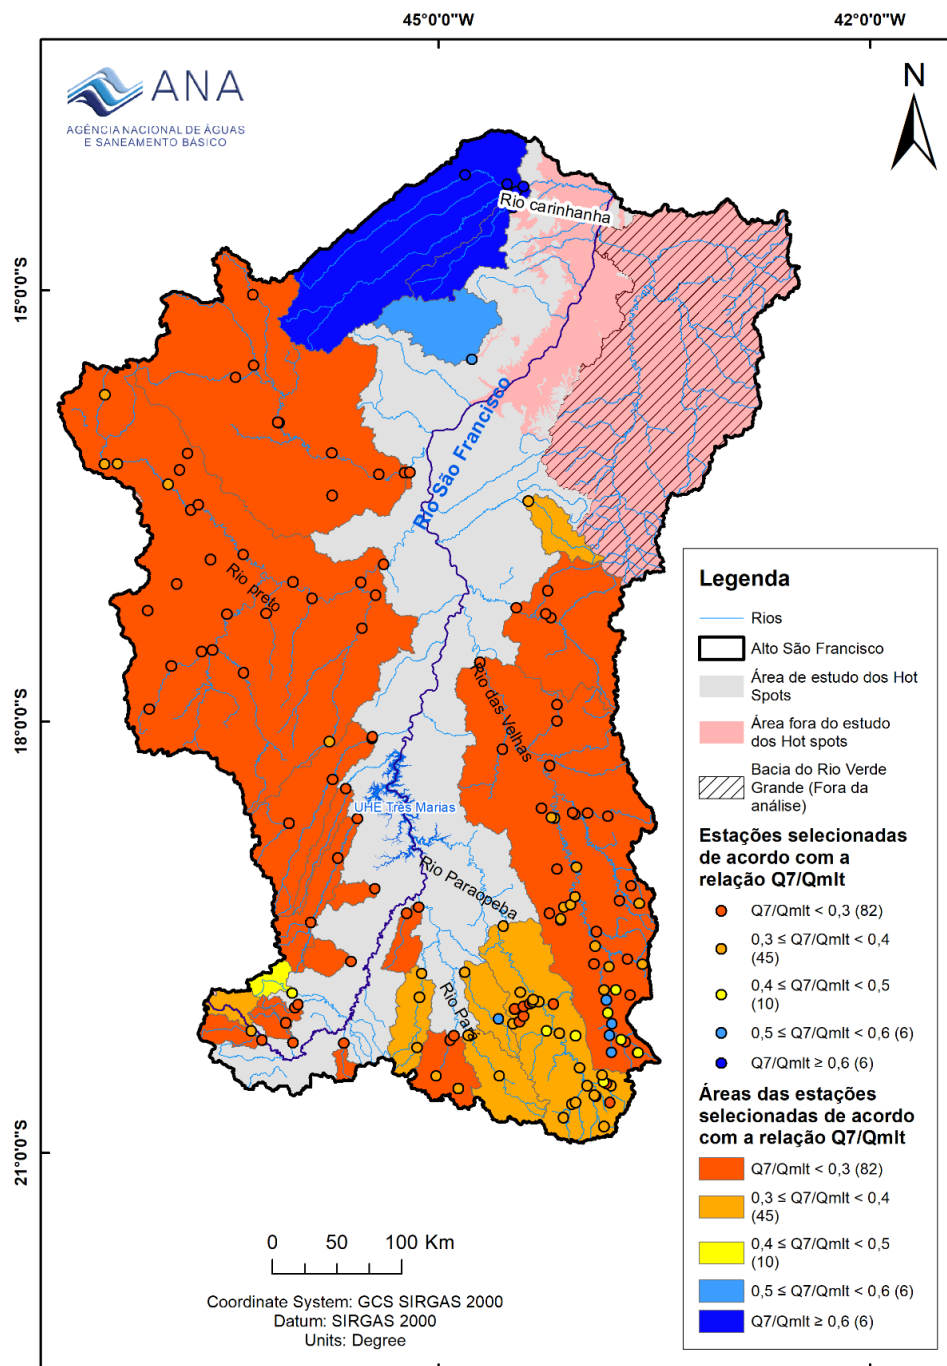 45°0'0"W
42°0'0"W
ANA
AGÊNCIA NACIONAL DE ÁGUAS
E SANEAMENTO BÁSICO
N
Rio carinhanha
15°0'0"S
Rio São Francisco
Rio preto
Rio das Velhas
18°0'0"S
UHE Três Marias
Rio Paraopeba
Rio Pará
21°0'0"S
Legenda
Rios
Alto São Francisco
Área de estudo dos Hot
Spots
Área fora do estudo
dos Hot spots
Bacia do Rio Verde
Grande (Fora da
análise)
Estações selecionadas
de acordo com a
relação Q7/Qmlt
Q7/Qmlt < 0,3 (82)
0,3 ≤ Q7/Qmlt < 0,4
(45)
0,4 ≤ Q7/Qmlt < 0,5
(10)
0,5 ≤ Q7/Qmlt < 0,6 (6)
Q7/Qmlt ≥ 0,6 (6)
Áreas das estações
selecionadas de acordo
com a relação Q7/Qmlt
Q7/Qmlt < 0,3 (82)
0,3 ≤ Q7/Qmlt < 0,4
(45)
0,4 ≤ Q7/Qmlt < 0,5
(10)
0,5 ≤ Q7/Qmlt < 0,6 (6)
Q7/Qmlt ≥ 0,6 (6)
0 50 100 Km
Coordinate System: GCS SIRGAS 2000
Datum: SIRGAS 2000
Units: Degree